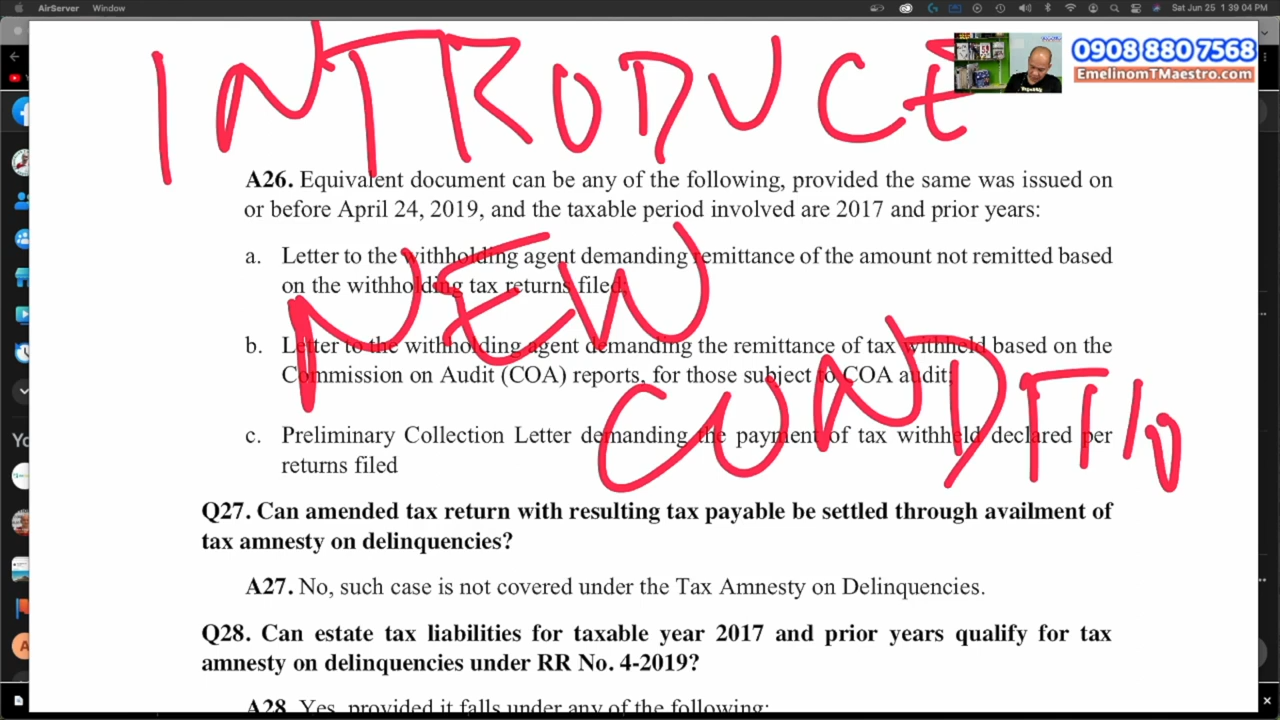 AirServer Window Sat Jun 25 1:39:04 PM
INTRODUCE
0908 880 7568
EmelinomTMaestro.com
A26. Equivalent document can be any of the following, provided the same was issued on
or before April 24, 2019, and the taxable period involved are 2017 and prior years:
a. Letter to the withholding agent demanding remittance of the amount not remitted based
on the withholding tax returns filed;
NEW
b. Letter to the withholding agent demanding the remittance of tax withheld based on the
Commission on Audit (COA) reports, for those subject to COA audit;
CONDITIO
c. Preliminary Collection Letter demanding the payment of tax withheld declared per
returns filed
Yo
Q27. Can amended tax return with resulting tax payable be settled through availment of
tax amnesty on delinquencies?
A27. No, such case is not covered under the Tax Amnesty on Delinquencies.
Q28. Can estate tax liabilities for taxable year 2017 and prior years qualify for tax
amnesty on delinquencies under RR No. 4-2019?
A28. Yes, provided it falls under any of the following: